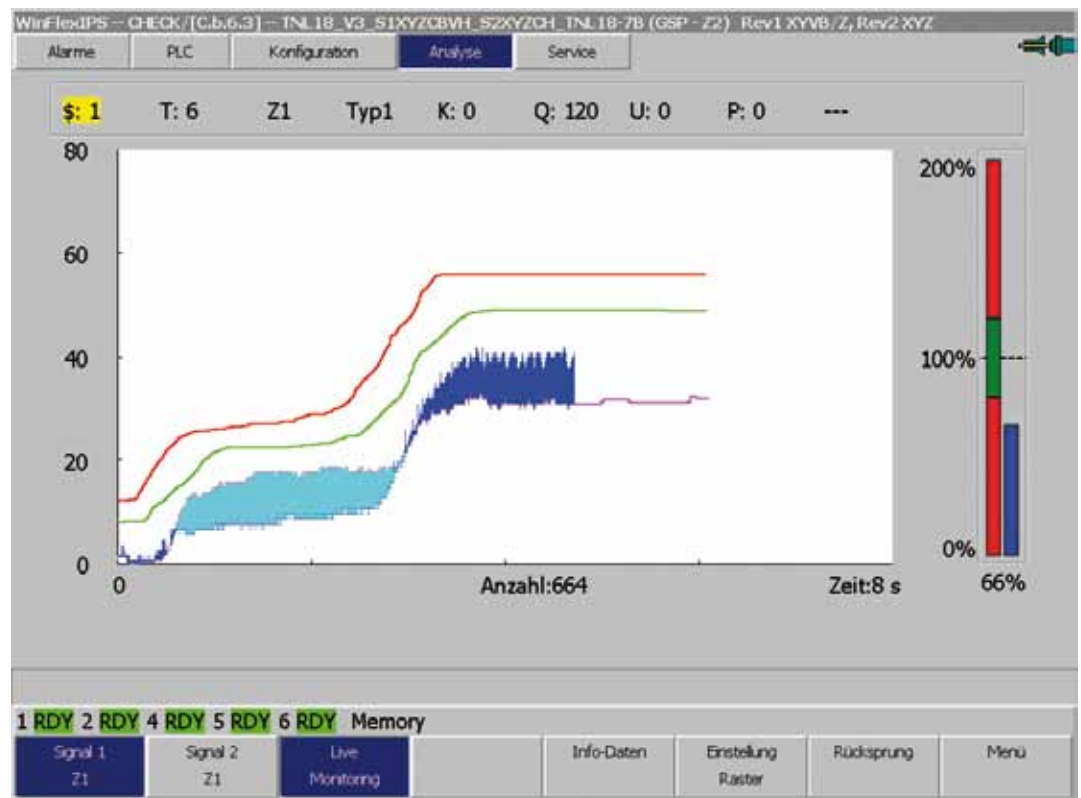 WinFlexIPS -- CHECK/[C.b.6.3] -- TNL18_V3_S1XYZCBVH_S2XYZCH_TNL18-7B (GSP - Z2) Rev1 XYVB/Z, Rev2 XYZ
Alarme PLC Konfiguration Analyse Service
$: 1 T: 6 Z1 Typ1 K: 0 Q: 120 U: 0 P: 0 ---
80
200%
60
40
100%
20
0
0%
0 Anzahl:664 Zeit:8 s 66%
1 RDY 2 RDY 4 RDY 5 RDY 6 RDY Memory
Signal 1 Signal 2 Live Info-Daten Einstellung Rücksprung Menü
Z1 Z1 Monitoring Raster